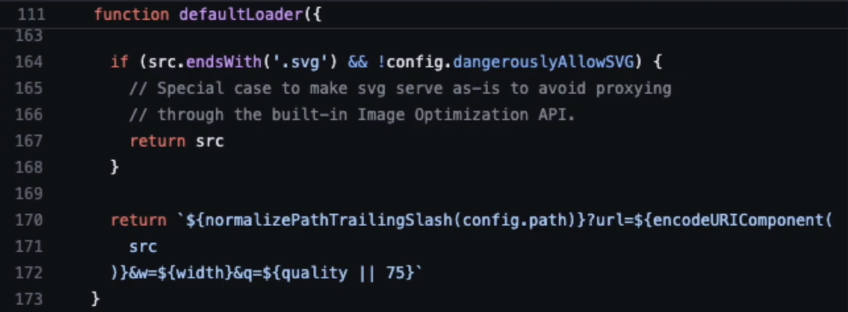 111 function defaultLoader({
163
164 if (src.endsWith('.svg') && !config.dangerouslyAllowSVG) {
165 // Special case to make svg serve as-is to avoid proxying
166 // through the built-in Image Optimization API.
167 return src
168 }
169
170 return `${normalizePathTrailingSlash(config.path)}?url=${encodeURIComponent(
171 src
172 )}&w=${width}&q=${quality || 75}`
173 }